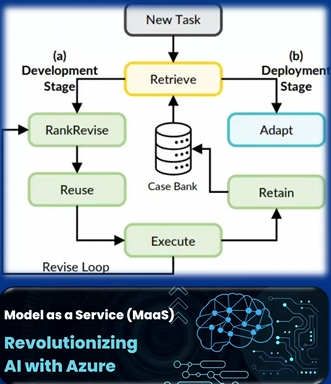 New Task
(a)
Development
Stage
(b)
Deployment
Stage
Retrieve
RankRevise
Adapt
Case Bank
Reuse
Retain
Execute
Revise Loop
Model as a Service (MaaS)
Revolutionizing
AI with Azure